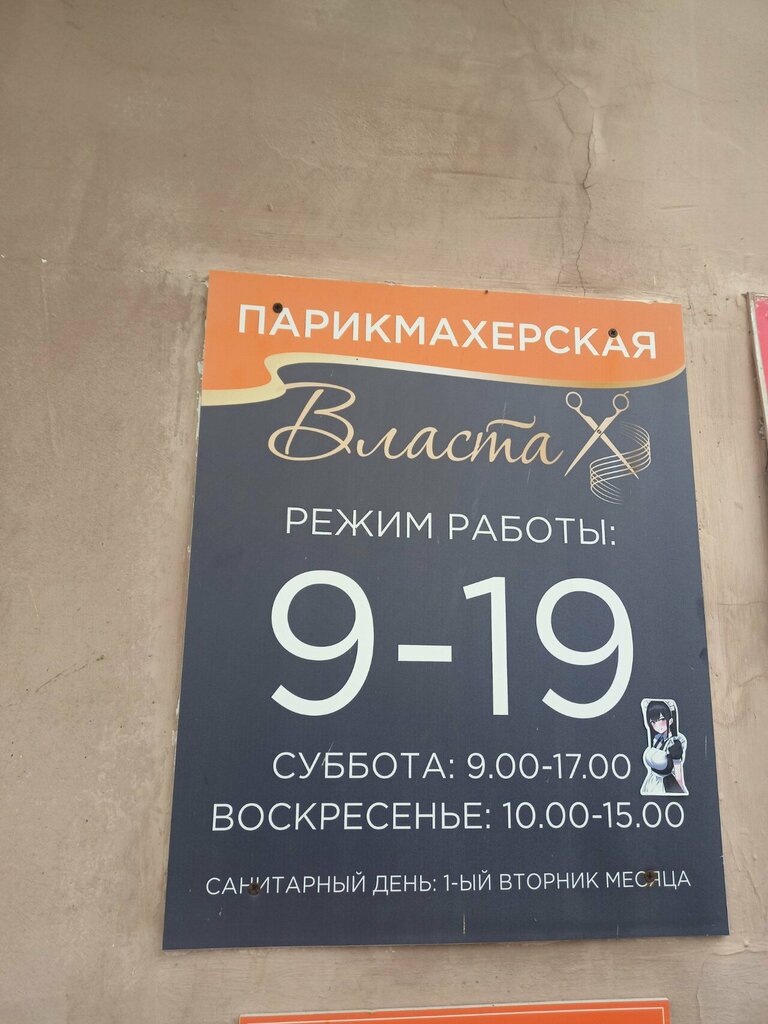 ПАРИКМАХЕРСКАЯ
Власта
РЕЖИМ РАБОТЫ:
9-19
СУББОТА: 9.00-17.00
ВОСКРЕСЕНЬЕ: 10.00-15.00
САНИТАРНЫЙ ДЕНЬ: 1-ЫЙ ВТОРНИК МЕСЯЦА